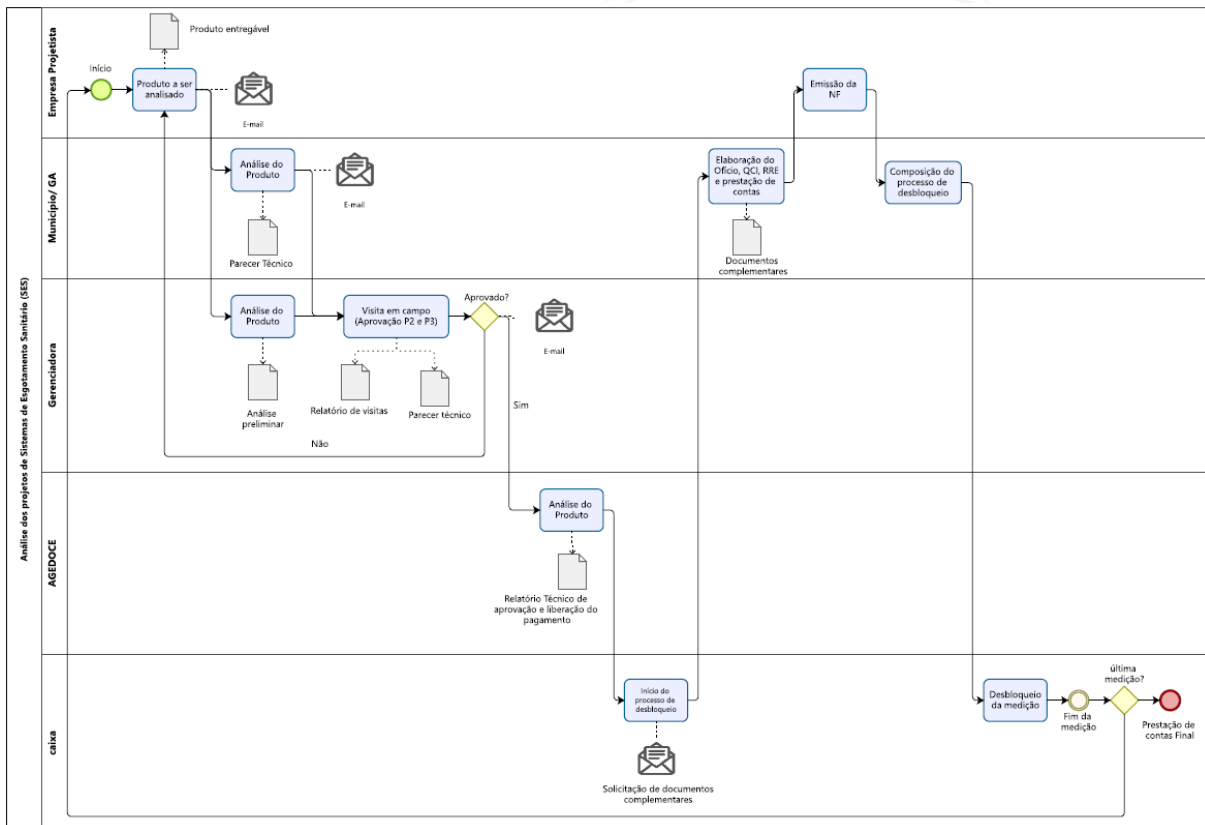 Análise dos projetos de Sistemas de Esgotamento Sanitário (SES)
Empresa Projetista
Início
Produto a ser
analisado
Produto entregável
E-mail
Emissão da
NF
Município/ GA
Análise do
Produto
E-mail
Parecer Técnico
Elaboração do
Ofício, QCI, RRE
e prestação de
contas
Documentos
complementares
Composição do
processo de
desbloqueio
Gerenciadora
Análise do
Produto
Análise
preliminar
Visita em campo
(Aprovação P2 e P3)
Relatório de visitas
Parecer técnico
Aprovado?
E-mail
Sim
Não
AGEDOCE
Análise do
Produto
Relatório Técnico de
aprovação e liberação do
pagamento
caixa
Início do
processo de
desbloqueio
Solicitação de documentos
complementares
Desbloqueio
da medição
Fim da
medição
última
medição?
Prestação de
contas Final